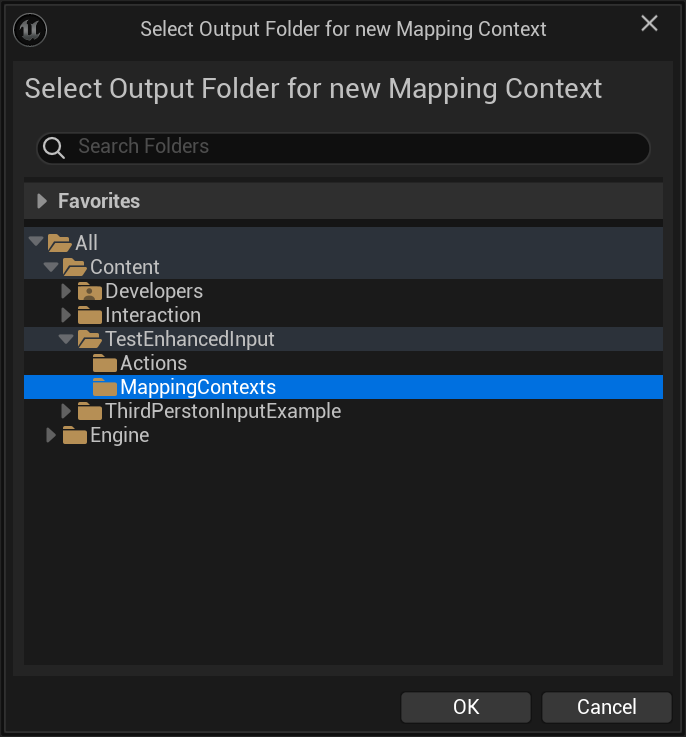 Select Output Folder for new Mapping Context
Select Output Folder for new Mapping Context
Search Folders
Favorites
All
Content
Developers
Interaction
TestEnhancedInput
Actions
MappingContexts
ThirdPerstonInputExample
Engine
OK Cancel